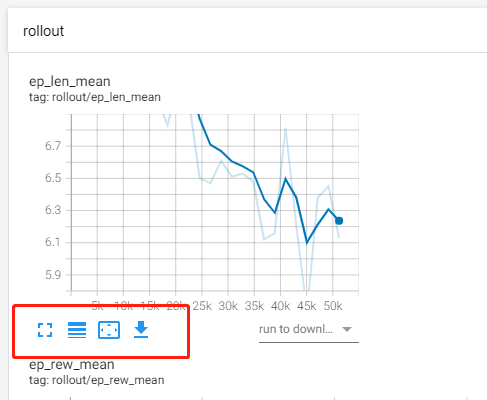 rollout
ep_len_mean
tag: rollout/ep_len_mean
6.7
6.5
6.3
6.1
5.9
5k 10k 15k 20k 25k 30k 35k 40k 45k 50k
run to downl...
ep_rew_mean
tag: rollout/ep_rew_mean